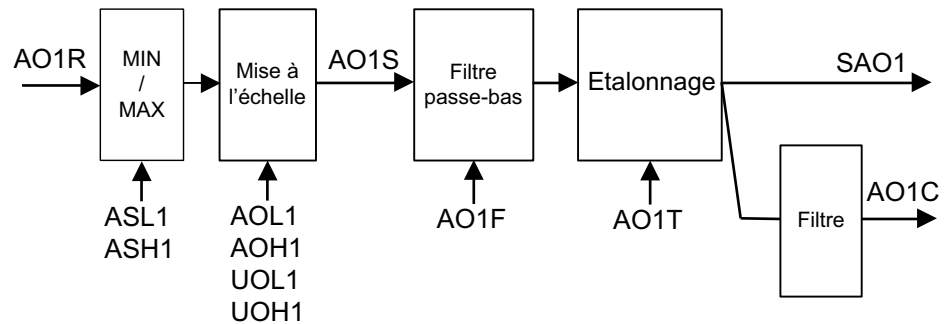 AO1R
MIN
/
MAX
Mise à
l'échelle
AO1S
Filtre
passe-bas
Etalonnage
SAO1
ASL1
ASH1
AOL1
AOH1
UOL1
UOH1
AO1F
AO1T
Filtre
AO1C